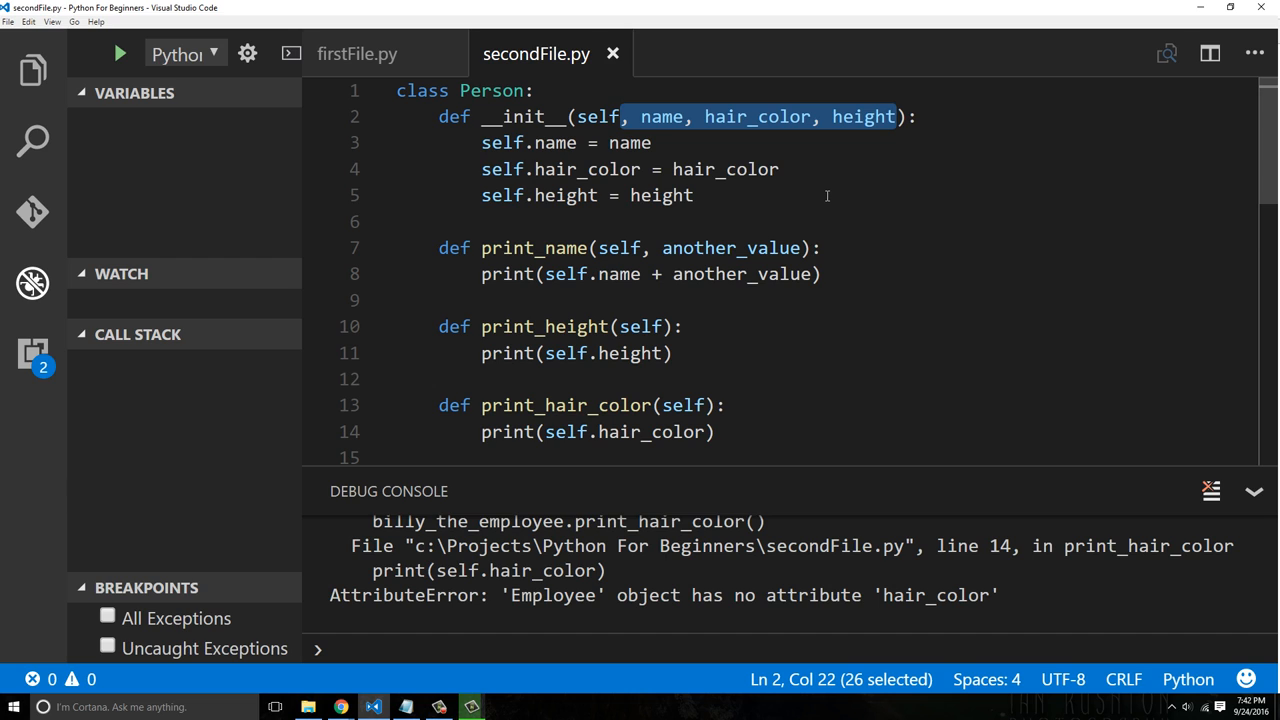 secondFile.py - Python For Beginners - Visual Studio Code
File Edit View Go Help
Pythor
firstFile.py
secondFile.py
VARIABLES
WATCH
CALL STACK
BREAKPOINTS
All Exceptions
Uncaught Exceptions
2
1 class Person:
2 def __init__(self, name, hair_color, height):
3 self.name = name
4 self.hair_color = hair_color
5 self.height = height
6
7 def print_name(self, another_value):
8 print(self.name + another_value)
9
10 def print_height(self):
11 print(self.height)
12
13 def print_hair_color(self):
14 print(self.hair_color)
15
DEBUG CONSOLE
billy_the_employee.print_hair_color()
File "c:\Projects\Python For Beginners\secondFile.py", line 14, in print_hair_color
print(self.hair_color)
AttributeError: 'Employee' object has no attribute 'hair_color'
0 0 Ln 2, Col 22 (26 selected) Spaces: 4 UTF-8 CRLF Python
I'm Cortana. Ask me anything.
7:42 PM
9/24/2016